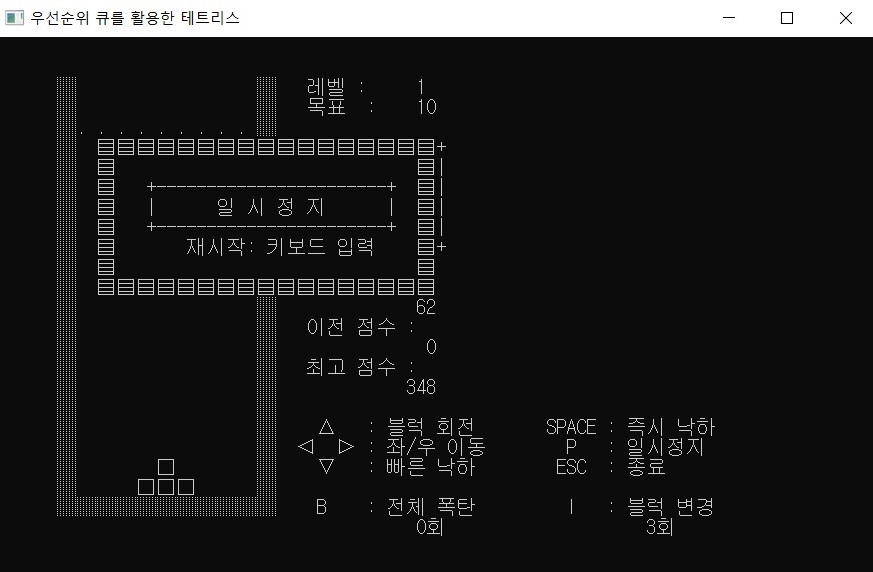 우선순위 큐를 활용한 테트리스
레벨 : 1
목표 : 10
일 시 정 지
재시작: 키보드 입력
62
이전 점수 :
0
최고 점수 :
348
△ : 블럭 회전 SPACE : 즉시 낙하
◁ ▷ : 좌/우 이동 P : 일시정지
▽ : 빠른 낙하 ESC : 종료
B : 전체 폭탄 I : 블럭 변경
0회 3회